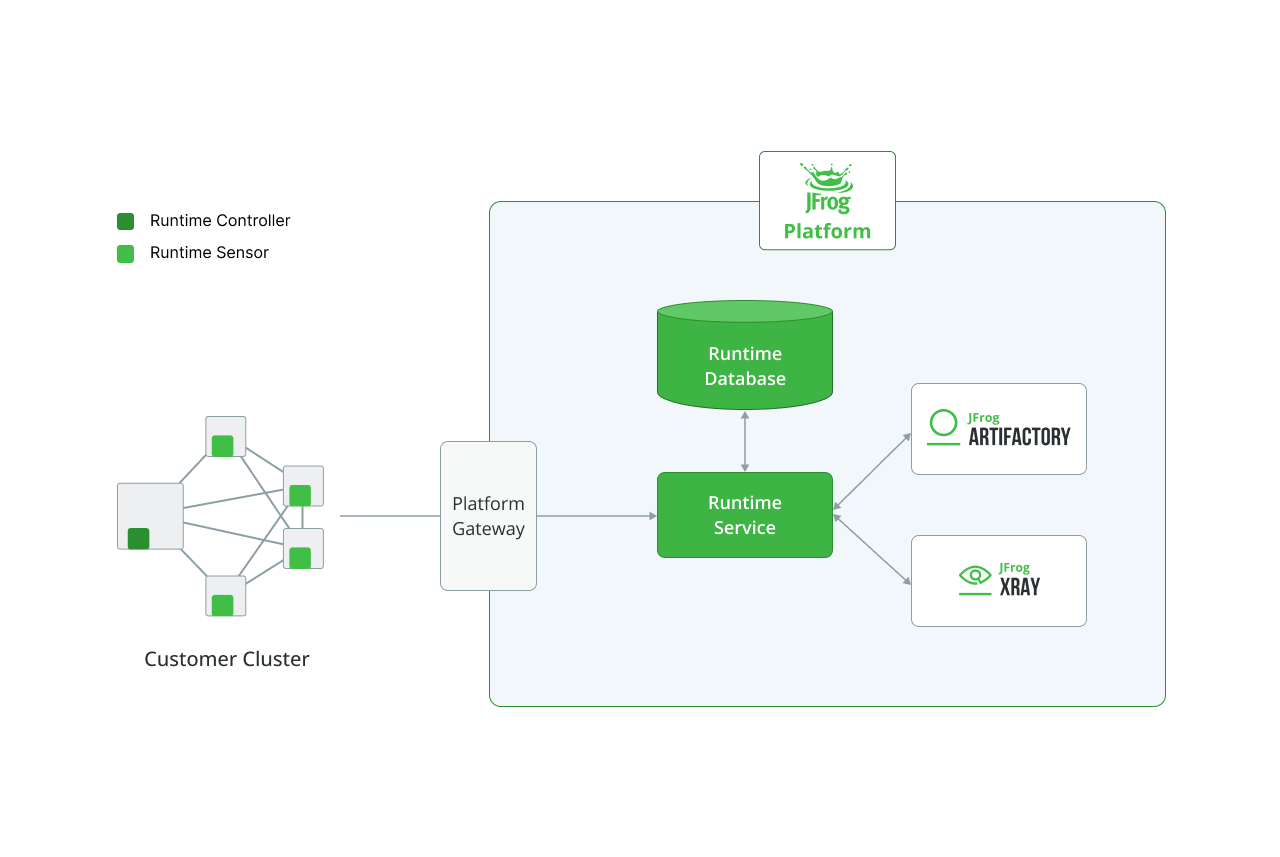 JFrog
Platform
Runtime Controller
Runtime Sensor
Runtime
Database
JFrog
ARTIFACTORY
Platform
Gateway
Runtime
Service
JFrog
XRAY
Customer Cluster